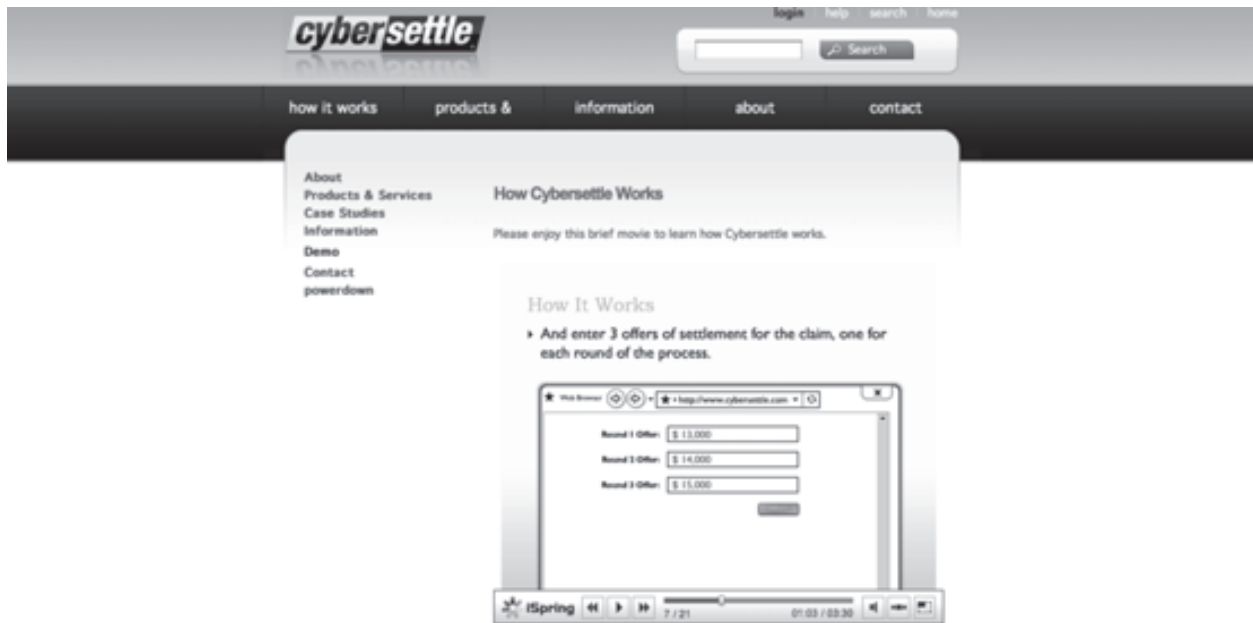 cybersettle
login help search home
Search
how it works products & information about contact
About
Products & Services
Case Studies
Information
Demo
Contact
powerdown
How Cybersettle Works
Please enjoy this brief movie to learn how Cybersettle works.
How It Works
And enter 3 offers of settlement for the claim, one for
each round of the process.
Web Browser http://www.cybersettle.com
Round 1 Offer: $ 13,000
Round 2 Offer: $ 14,000
Round 3 Offer: $ 15,000
iSpring 7 / 21 01:03 / 03:30